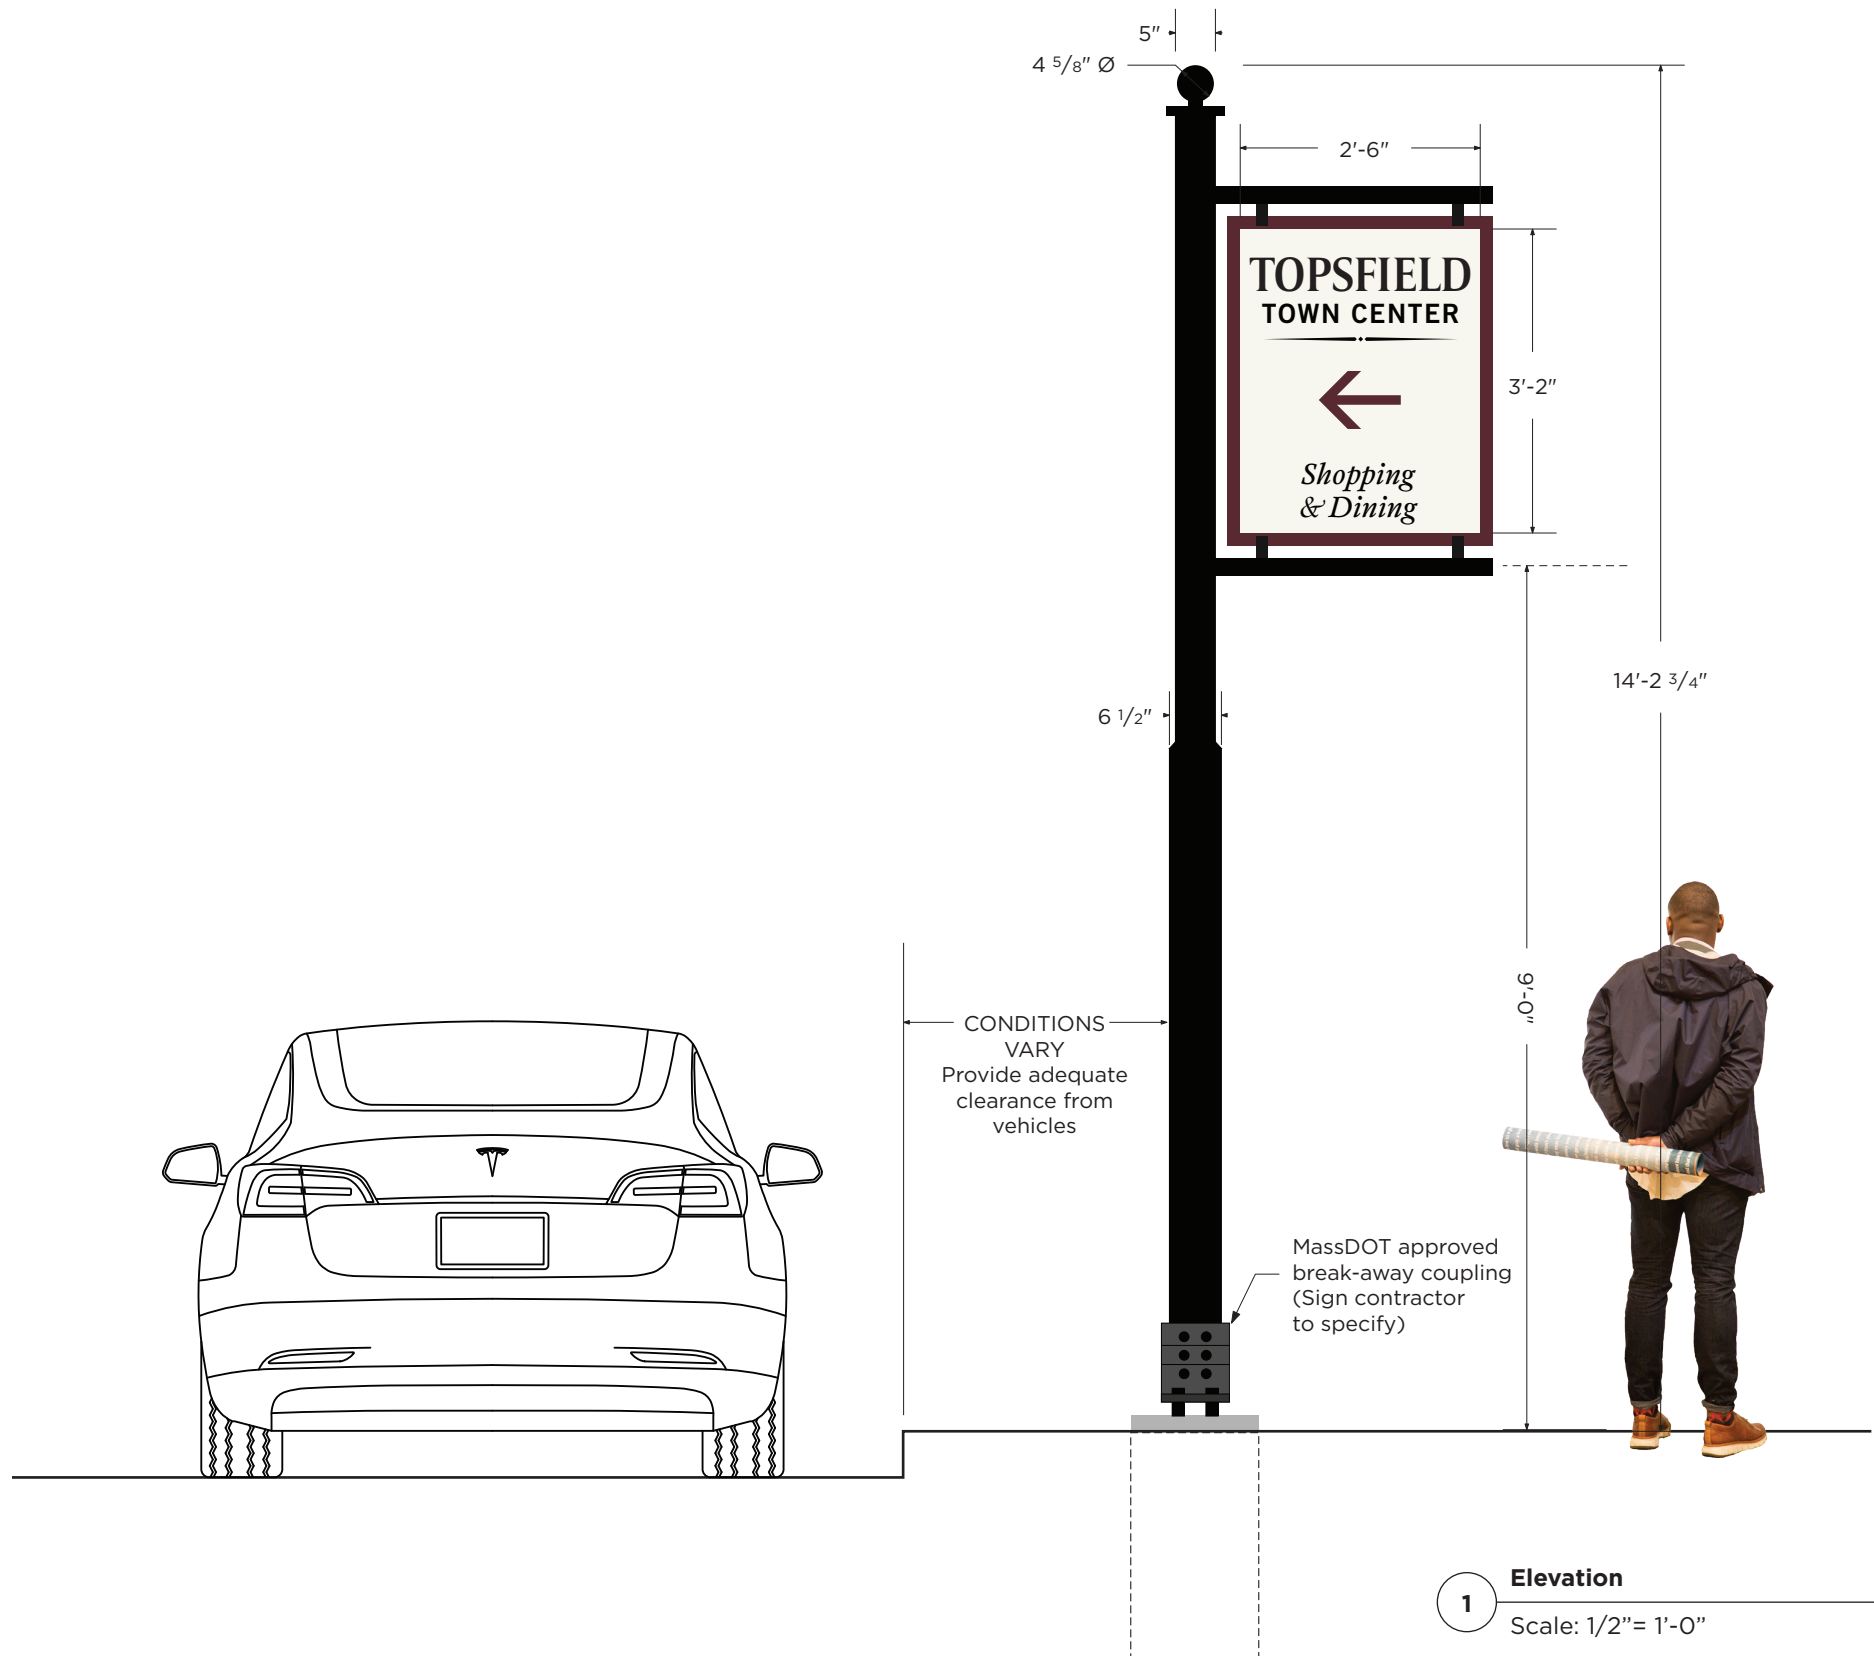 5"
4 5/8" Ø
2'-6"
TOPSFIELD
TOWN CENTER
3'-2"
Shopping
& Dining
14'-2 3/4"
6 1/2"
9'-0"
CONDITIONS
VARY
Provide adequate
clearance from
vehicles
MassDOT approved
break-away coupling
(Sign contractor
to specify)
1
Elevation
Scale: 1/2”= 1’-0”